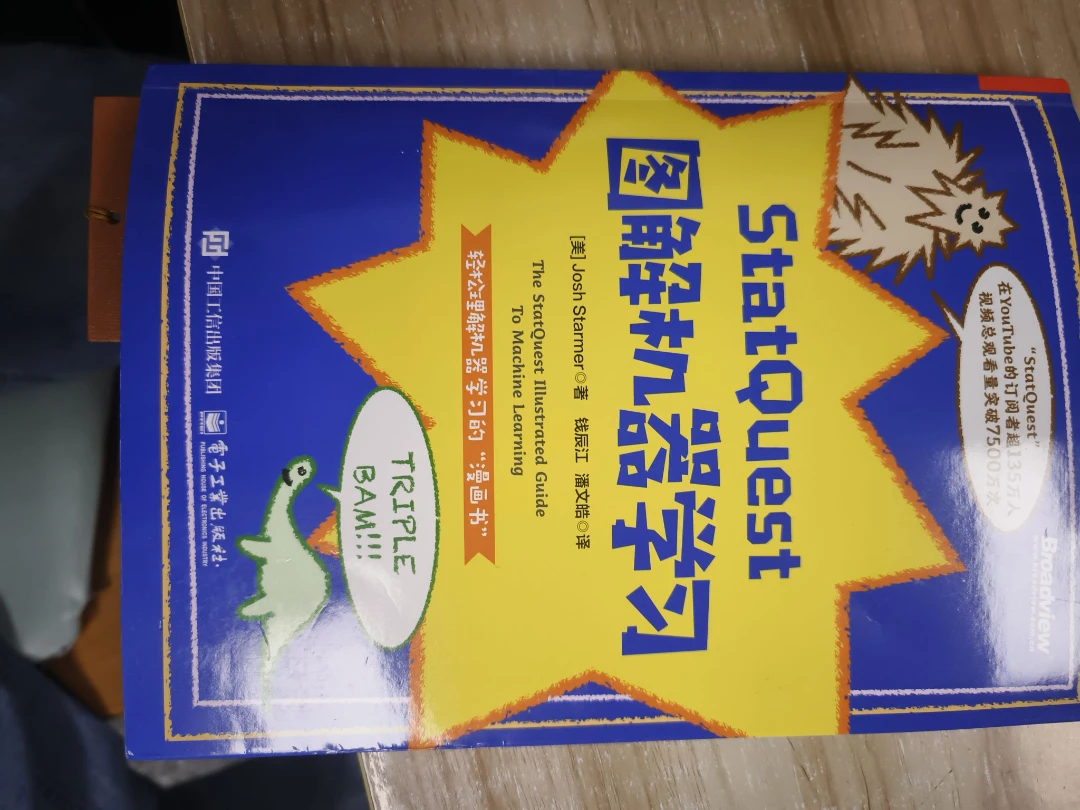 Broadview
"StatQuest"
在YouTube的订阅者超135万人
视频总观看量突破7500万次
StatQuest
图解机器学习
[美] Josh Starmer◎著 钱辰江 潘文皓◎译
The StatQuest Illustrated Guide
To Machine Learning
轻松理解机器学习的“漫画书”
TRIPLE
BAM!!!
中国工信出版集团
电子工业出版社
PUBLISHING HOUSE OF ELECTRONICS INDUSTRY